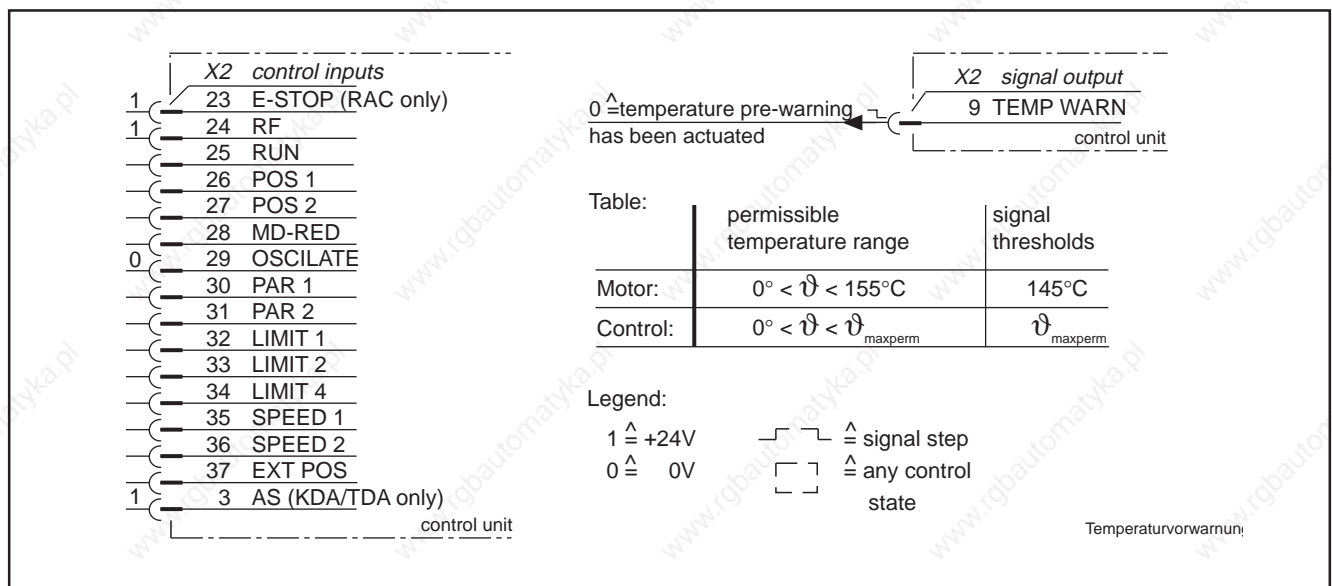 X2 control inputs
1 23 E-STOP (RAC only)
1 24 RF
25 RUN
26 POS 1
27 POS 2
28 MD-RED
0 29 OSCILATE
30 PAR 1
31 PAR 2
32 LIMIT 1
33 LIMIT 2
34 LIMIT 4
35 SPEED 1
36 SPEED 2
37 EXT POS
1 3 AS (KDA/TDA only)
control unit
X2 signal output
0 ≙temperature pre-warning 9 TEMP WARN
has been actuated control unit
Table: permissible signal
temperature range thresholds
Motor: 0° < ϑ < 155°C 145°C
Control: 0° < ϑ < ϑmaxperm ϑmaxperm
Legend:
1 ≙ +24V ≙ signal step
0 ≙ 0V ≙ any control
state
Temperaturvorwarnun
www.rgbautomatyka.pl